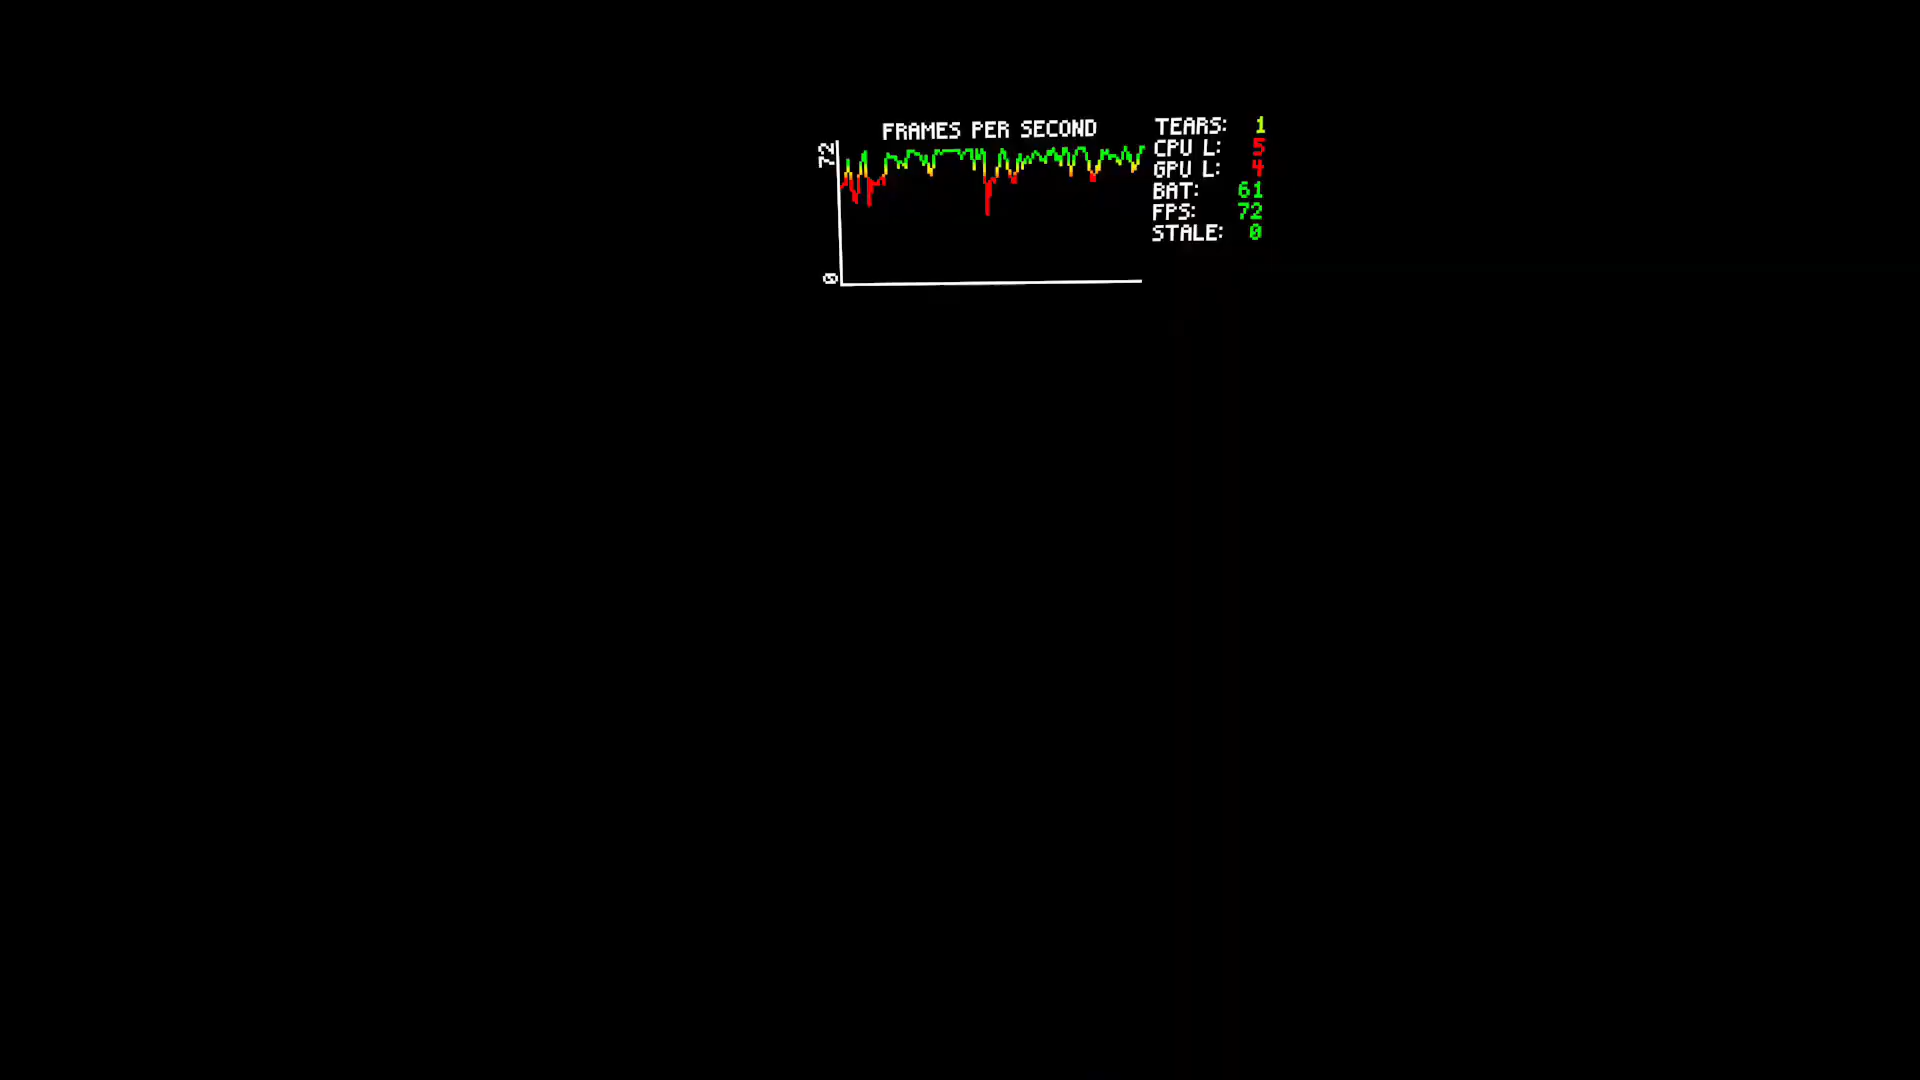 FRAMES PER SECOND
72
0
TEARS: 1
CPU L: 5
GPU L: 4
BAT: 61
FPS: 72
STALE: 0